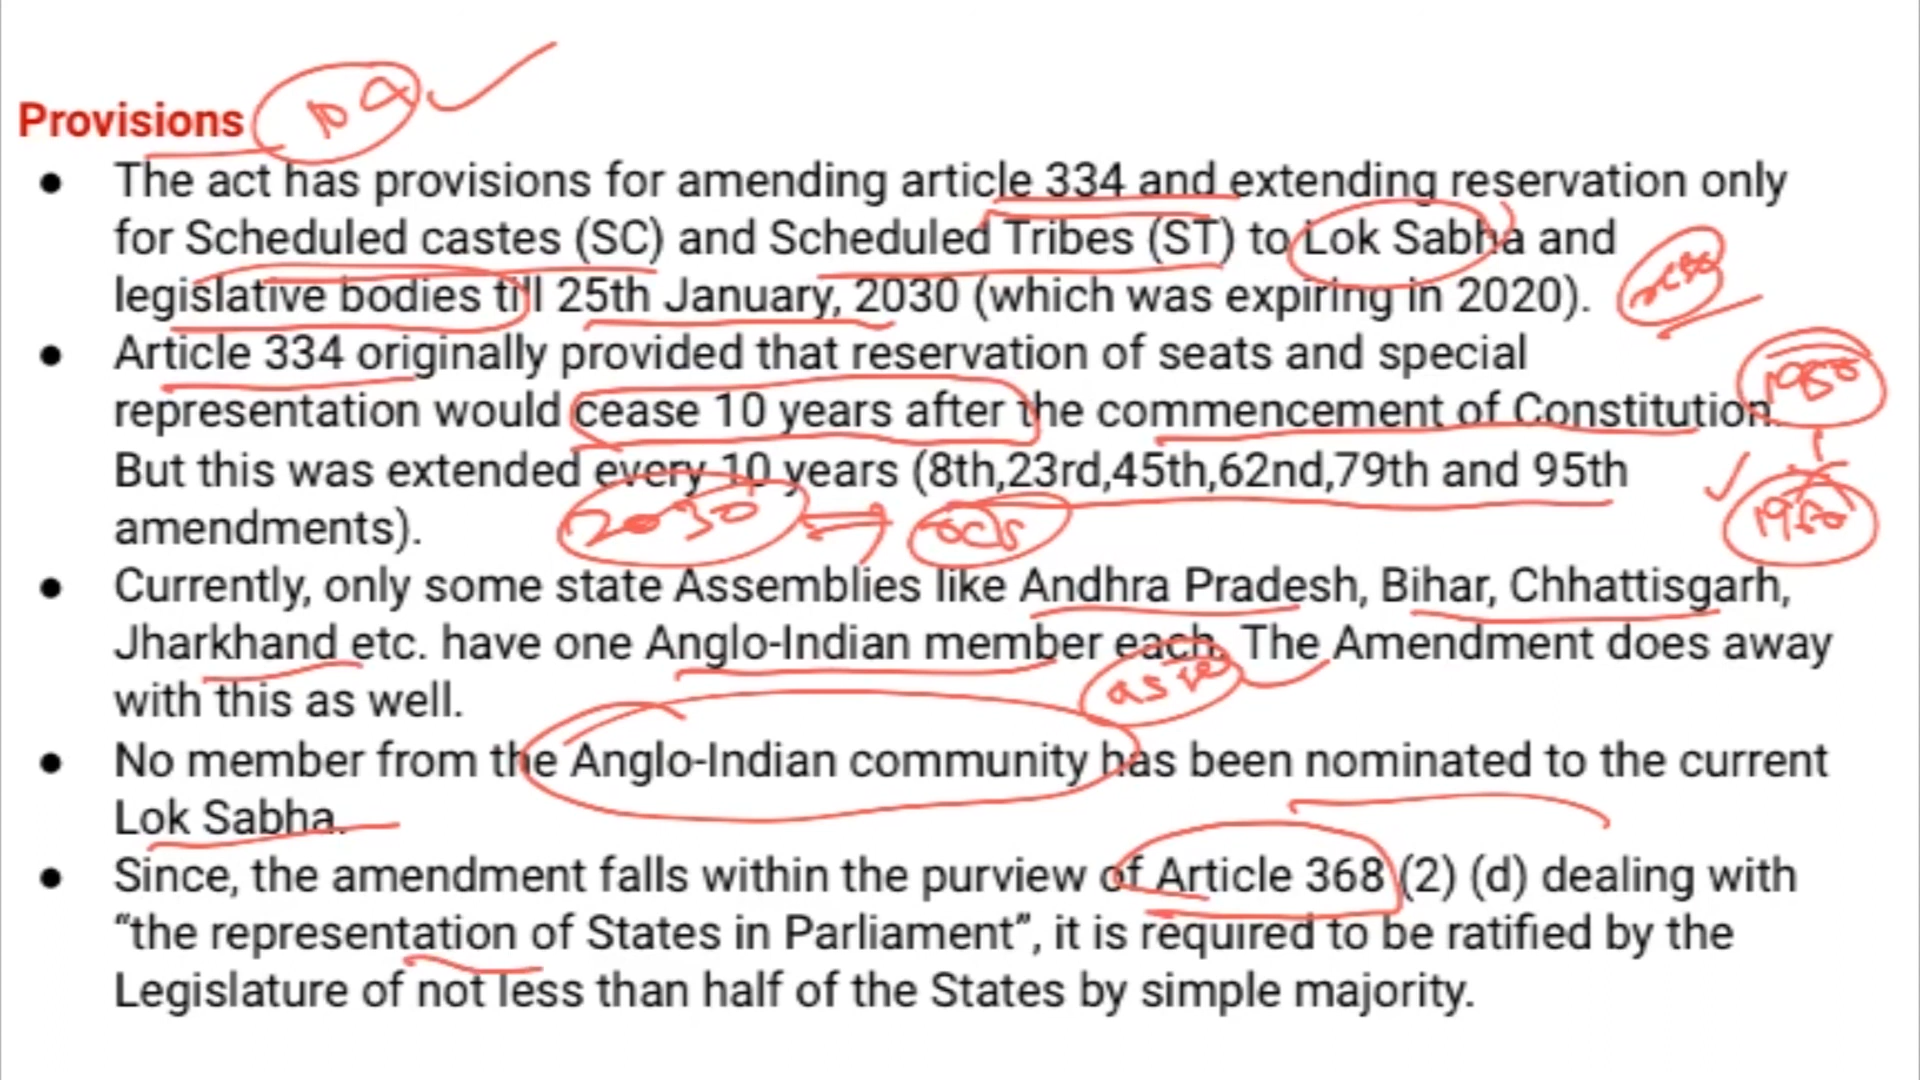 Provisions
The act has provisions for amending article 334 and extending reservation only
for Scheduled castes (SC) and Scheduled Tribes (ST) to Lok Sabha and
legislative bodies till 25th January, 2030 (which was expiring in 2020).
Article 334 originally provided that reservation of seats and special
representation would cease 10 years after the commencement of Constitution.
But this was extended every 10 years (8th,23rd,45th,62nd,79th and 95th
amendments).
2030
Currently, only some state Assemblies like Andhra Pradesh, Bihar, Chhattisgarh,
Jharkhand etc. have one Anglo-Indian member each. The Amendment does away
with this as well.
No member from the Anglo-Indian community has been nominated to the current
Lok Sabha.
Since, the amendment falls within the purview of Article 368 (2) (d) dealing with
“the representation of States in Parliament”, it is required to be ratified by the
Legislature of not less than half of the States by simple majority.